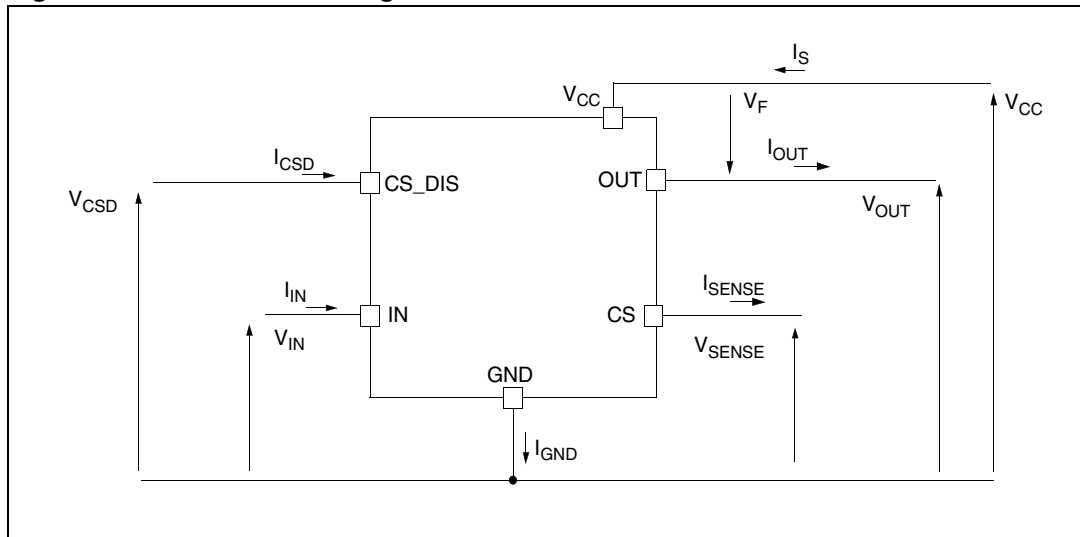 I_S
V_CC
V_F
V_CC
I_CSD
I_OUT
CS_DIS
OUT
V_CSD
V_OUT
I_IN
I_SENSE
IN
CS
V_IN
V_SENSE
GND
I_GND